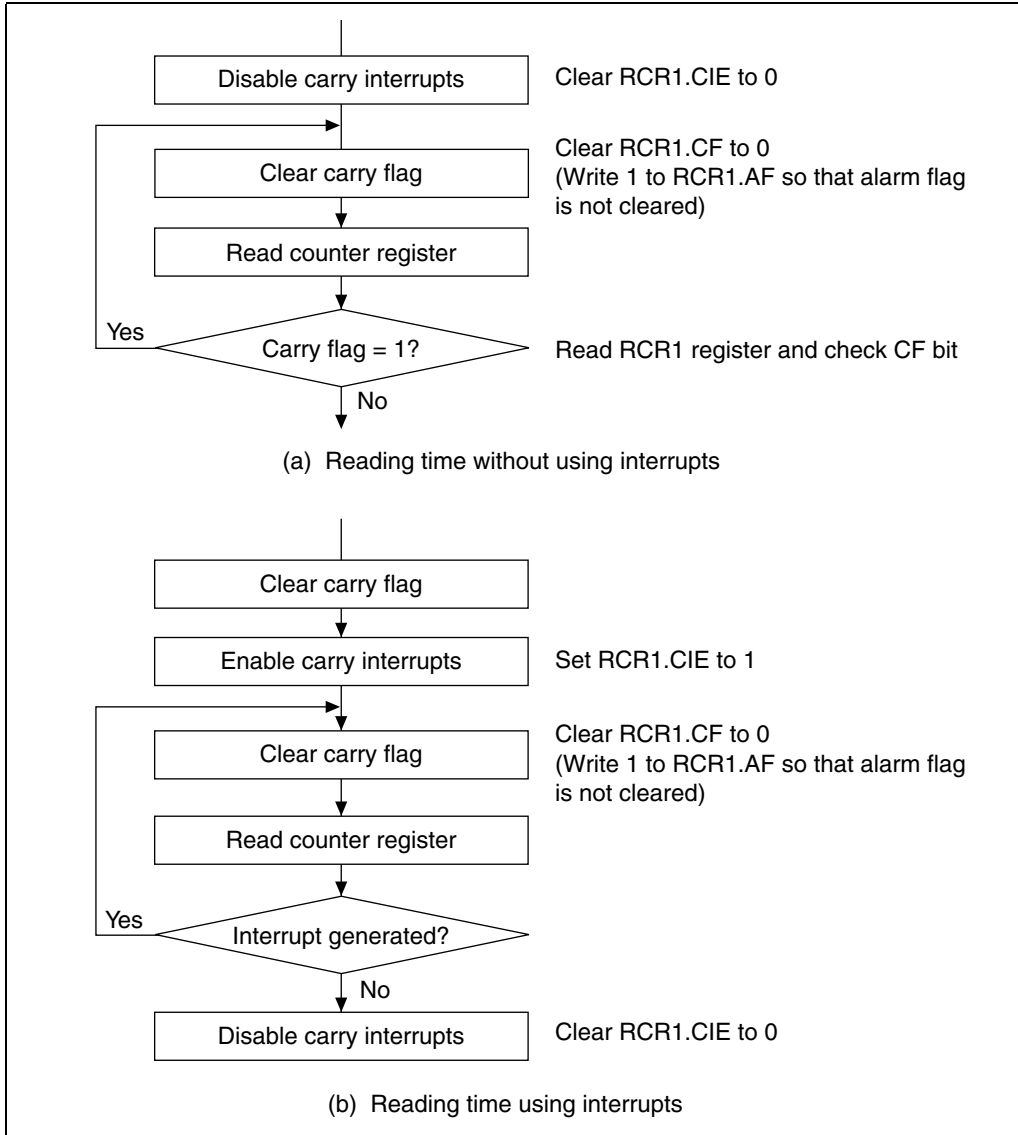 Disable carry interrupts
Clear RCR1.CIE to 0
Clear carry flag
Clear RCR1.CF to 0
(Write 1 to RCR1.AF so that alarm flag
is not cleared)
Read counter register
Yes
Carry flag = 1?
Read RCR1 register and check CF bit
No
(a) Reading time without using interrupts
Clear carry flag
Enable carry interrupts
Set RCR1.CIE to 1
Clear carry flag
Clear RCR1.CF to 0
(Write 1 to RCR1.AF so that alarm flag
is not cleared)
Read counter register
Yes
Interrupt generated?
No
Disable carry interrupts
Clear RCR1.CIE to 0
(b) Reading time using interrupts